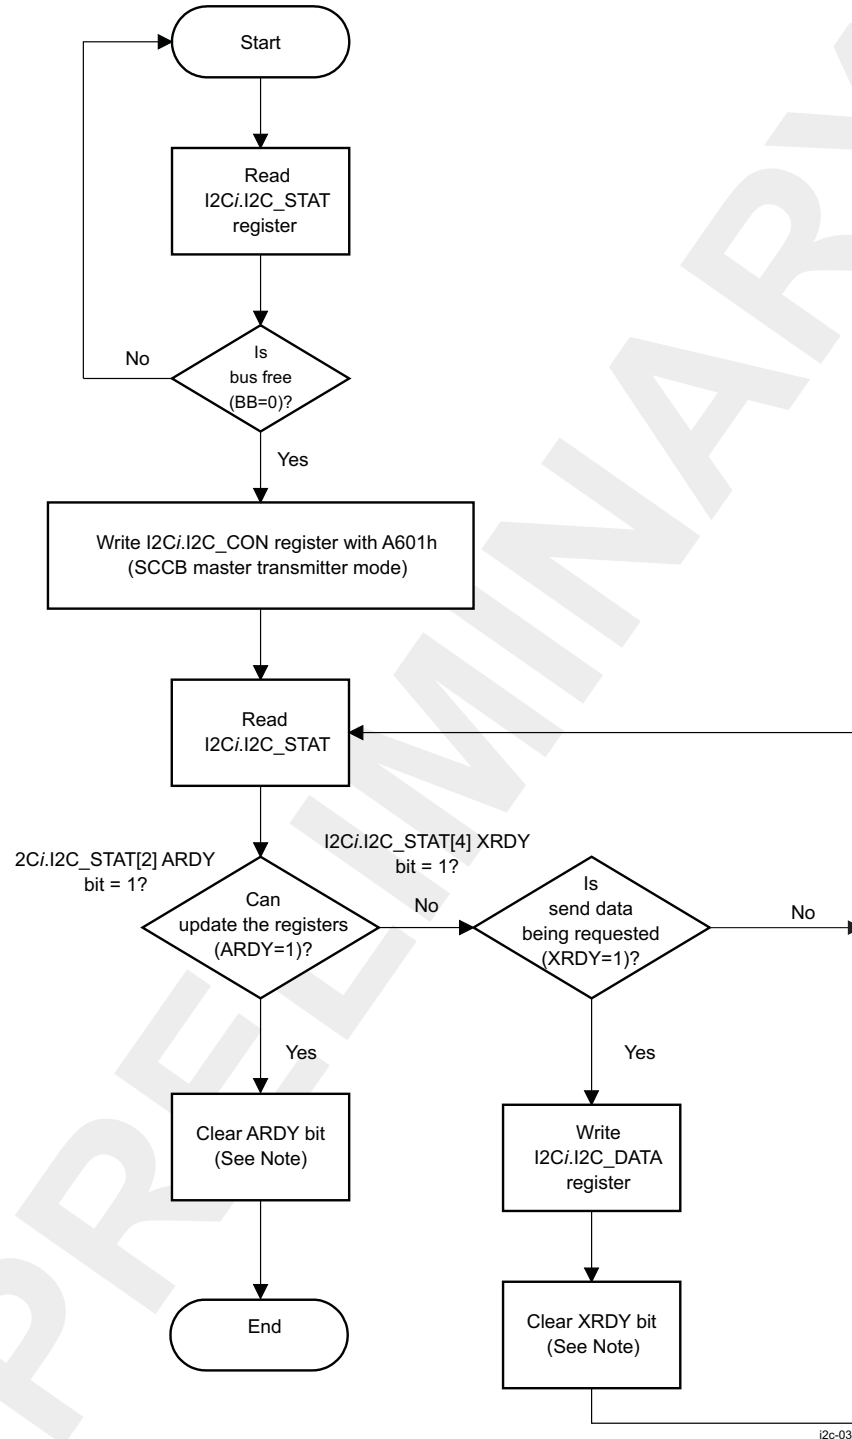 Start
Read
I2Ci.I2C_STAT
register
Is
bus free
(BB=0)?
No
Yes
Write I2Ci.I2C_CON register with A601h
(SCCB master transmitter mode)
Read
I2Ci.I2C_STAT
2Ci.I2C_STAT[2] ARDY
bit = 1?
Can
update the registers
(ARDY=1)?
No
I2Ci.I2C_STAT[4] XRDY
bit = 1?
Is
send data
being requested
(XRDY=1)?
No
Yes
Yes
Clear ARDY bit
(See Note)
Write
I2Ci.I2C_DATA
register
End
Clear XRDY bit
(See Note)
i2c-03
PRELIMINARY